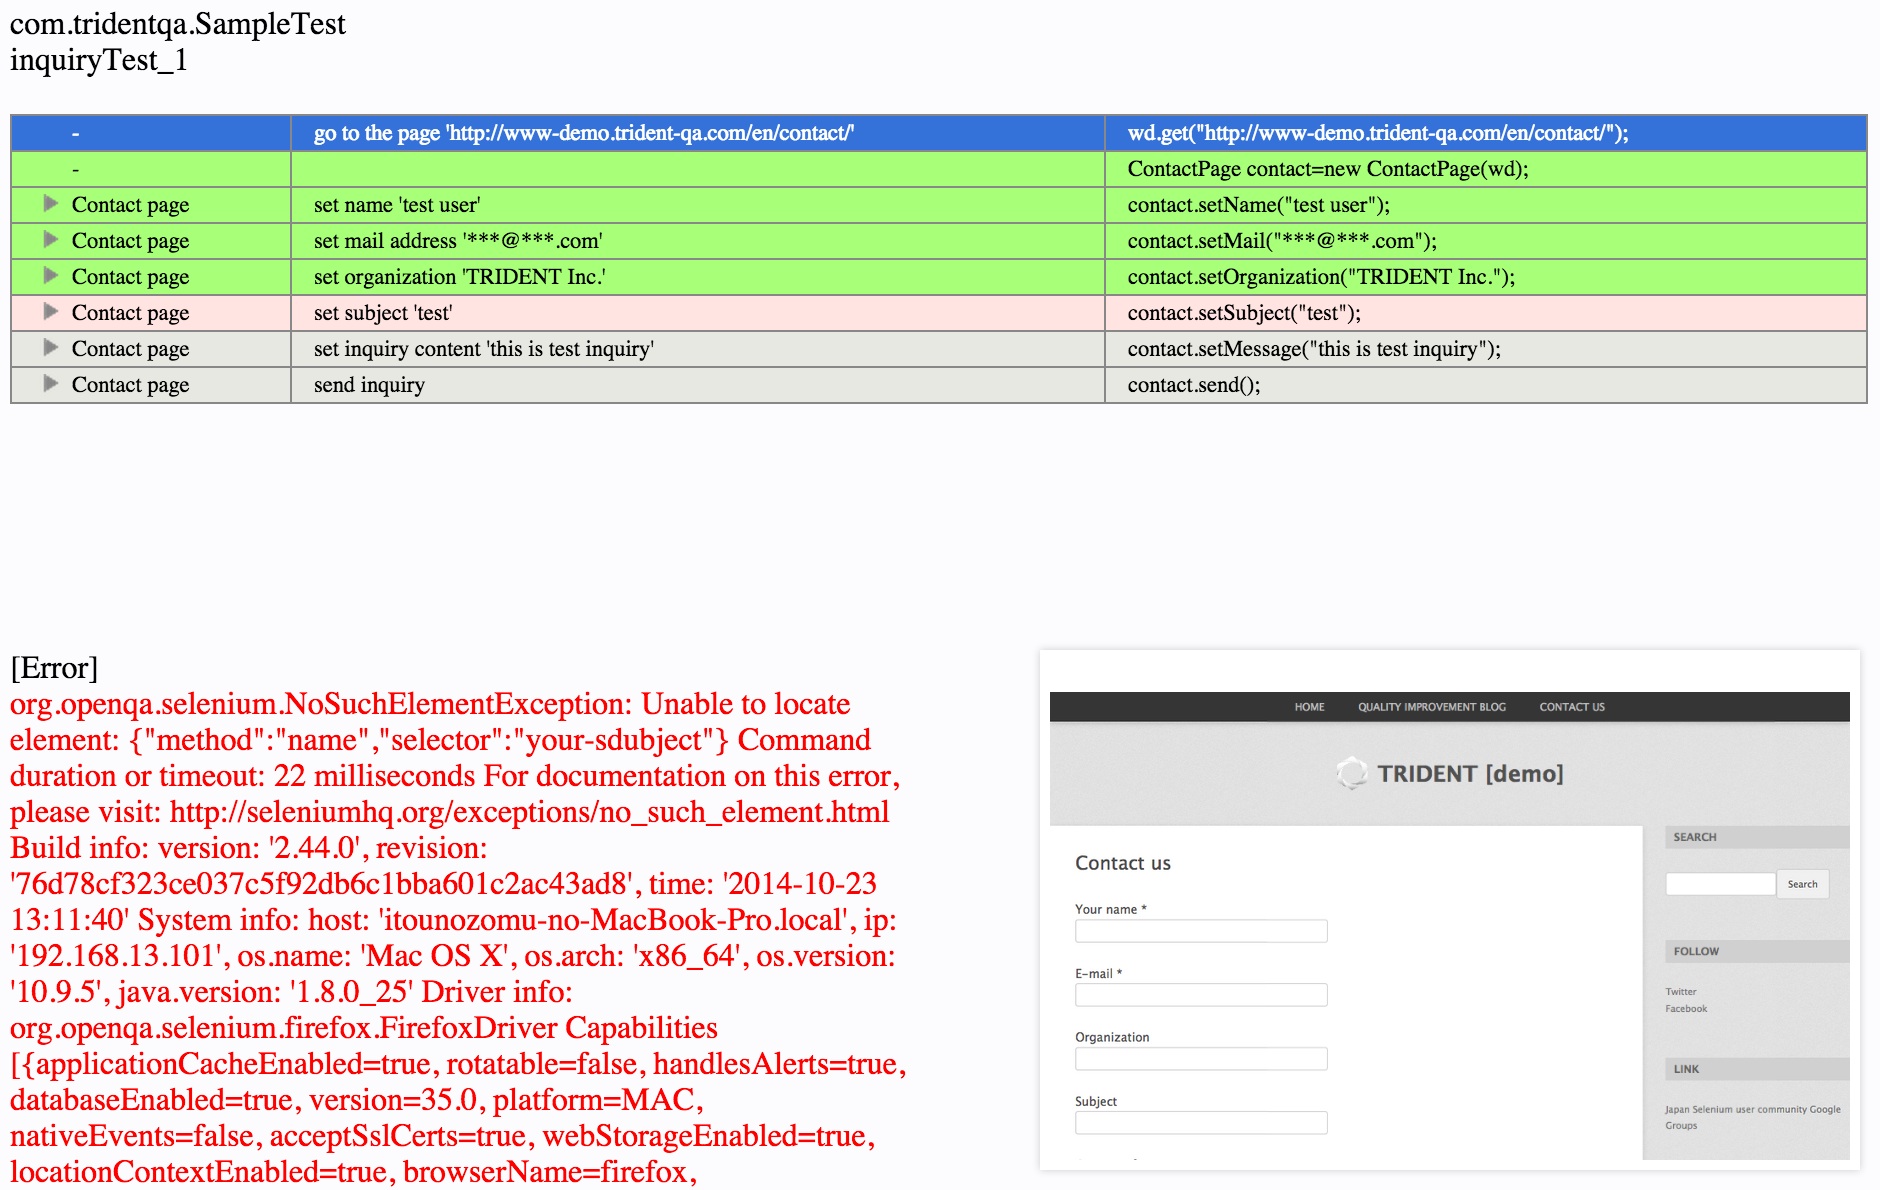 com.tridentqa.SampleTest
inquiryTest_1
- go to the page 'http://www-demo.trident-qa.com/en/contact/' wd.get("http://www-demo.trident-qa.com/en/contact/");
- ContactPage contact=new ContactPage(wd);
Contact page set name 'test user' contact.setName("test user");
Contact page set mail address '***@***.com' contact.setMail("***@***.com");
Contact page set organization 'TRIDENT Inc.' contact.setOrganization("TRIDENT Inc.");
Contact page set subject 'test' contact.setSubject("test");
Contact page set inquiry content 'this is test inquiry' contact.setMessage("this is test inquiry");
Contact page send inquiry contact.send();
[Error]
org.openqa.selenium.NoSuchElementException: Unable to locate
element: {"method":"name","selector":"your-sdubject"} Command
duration or timeout: 22 milliseconds For documentation on this error,
please visit: http://seleniumhq.org/exceptions/no_such_element.html
Build info: version: '2.44.0', revision:
'76d78cf323ce037c5f92db6c1bba601c2ac43ad8', time: '2014-10-23
13:11:40' System info: host: 'itounozomu-no-MacBook-Pro.local', ip:
'192.168.13.101', os.name: 'Mac OS X', os.arch: 'x86_64', os.version:
'10.9.5', java.version: '1.8.0_25' Driver info:
org.openqa.selenium.firefox.FirefoxDriver Capabilities
[{applicationCacheEnabled=true, rotatable=false, handlesAlerts=true,
databaseEnabled=true, version=35.0, platform=MAC,
nativeEvents=false, acceptSslCerts=true, webStorageEnabled=true,
locationContextEnabled=true, browserName=firefox,
HOME QUALITY IMPROVEMENT BLOG CONTACT US
TRIDENT [demo]
Contact us
Your name *
E-mail *
Organization
Subject
SEARCH
Search
FOLLOW
Twitter
Facebook
LINK
Japan Selenium user community Google
Groups